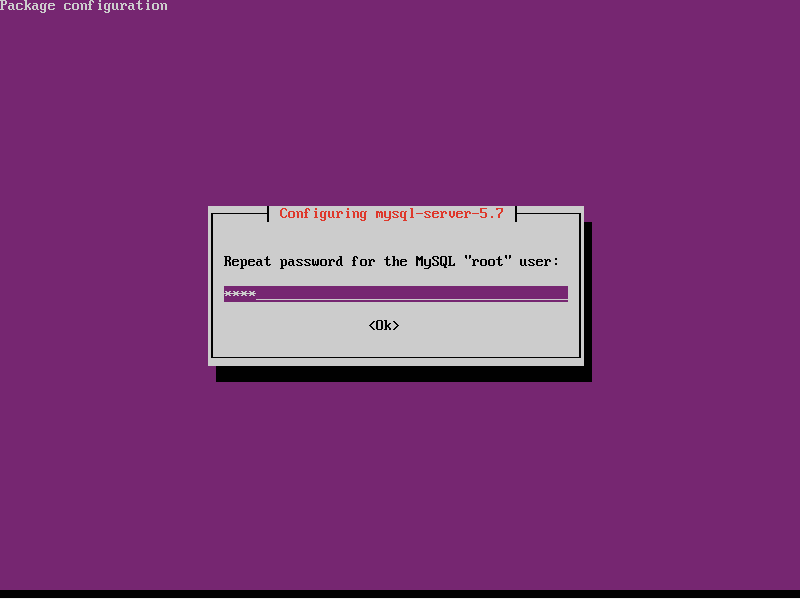 Package configuration
Configuring mysql-server-5.7
Repeat password for the MySQL "root" user:
****
<Ok>